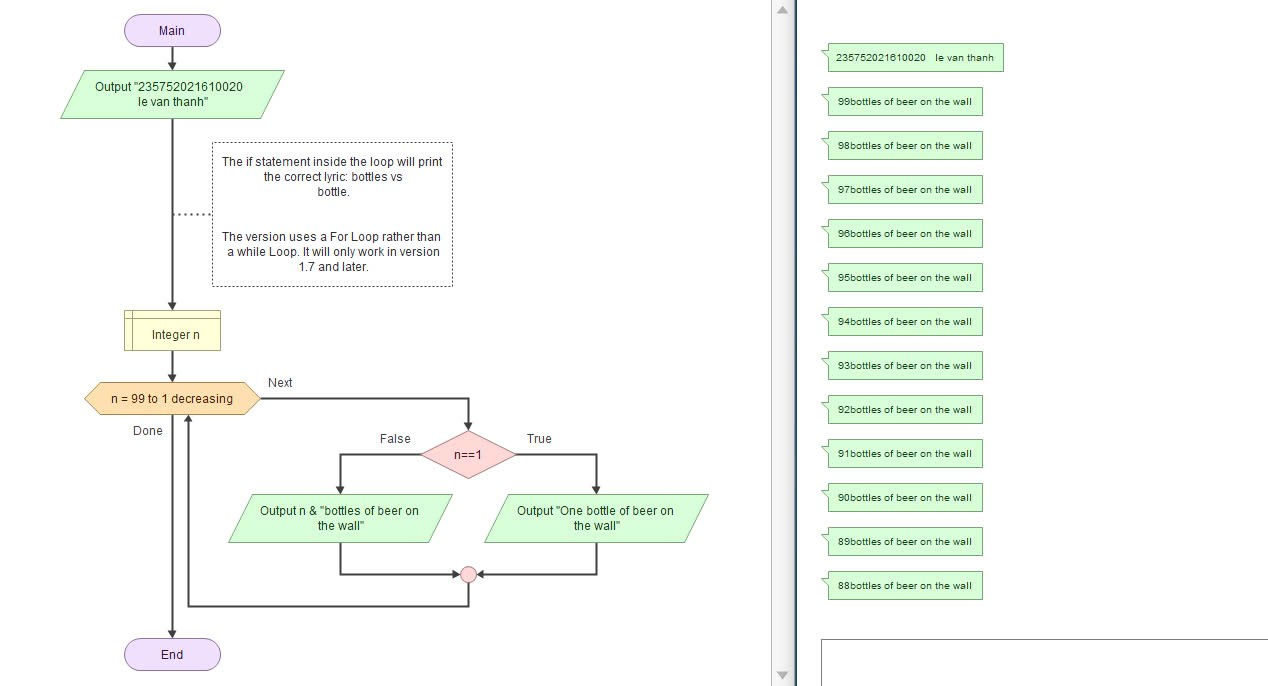 Main
Output "235752021610020
le van thanh"
The if statement inside the loop will print
the correct lyric: bottles vs
bottle.
The version uses a For Loop rather than
a while Loop. It will only work in version
1.7 and later.
Integer n
n = 99 to 1 decreasing
Next
Done
False
True
n==1
Output n & "bottles of beer on
the wall"
Output "One bottle of beer on
the wall"
End
235752021610020 le van thanh
99bottles of beer on the wall
98bottles of beer on the wall
97bottles of beer on the wall
96bottles of beer on the wall
95bottles of beer on the wall
94bottles of beer on the wall
93bottles of beer on the wall
92bottles of beer on the wall
91bottles of beer on the wall
90bottles of beer on the wall
89bottles of beer on the wall
88bottles of beer on the wall